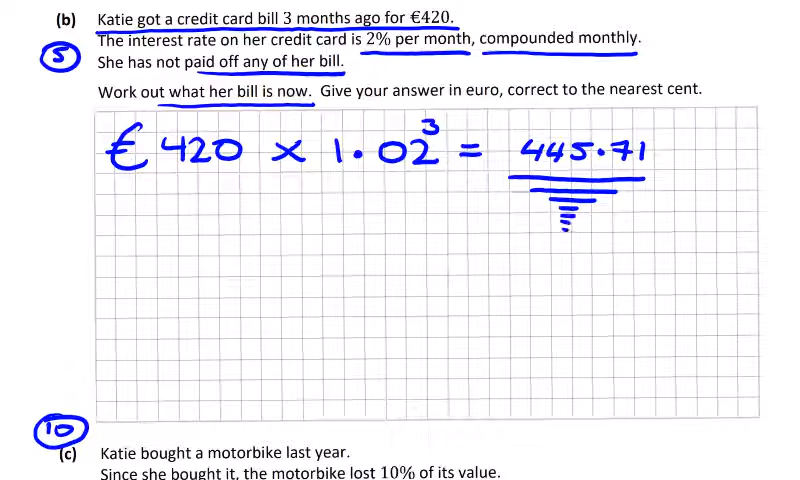 (b) Katie got a credit card bill 3 months ago for €420.
The interest rate on her credit card is 2% per month, compounded monthly.
5 She has not paid off any of her bill.
Work out what her bill is now. Give your answer in euro, correct to the nearest cent.
€420 × 1.02³ = 445.71
10
(c) Katie bought a motorbike last year.
Since she bought it, the motorbike lost 10% of its value.